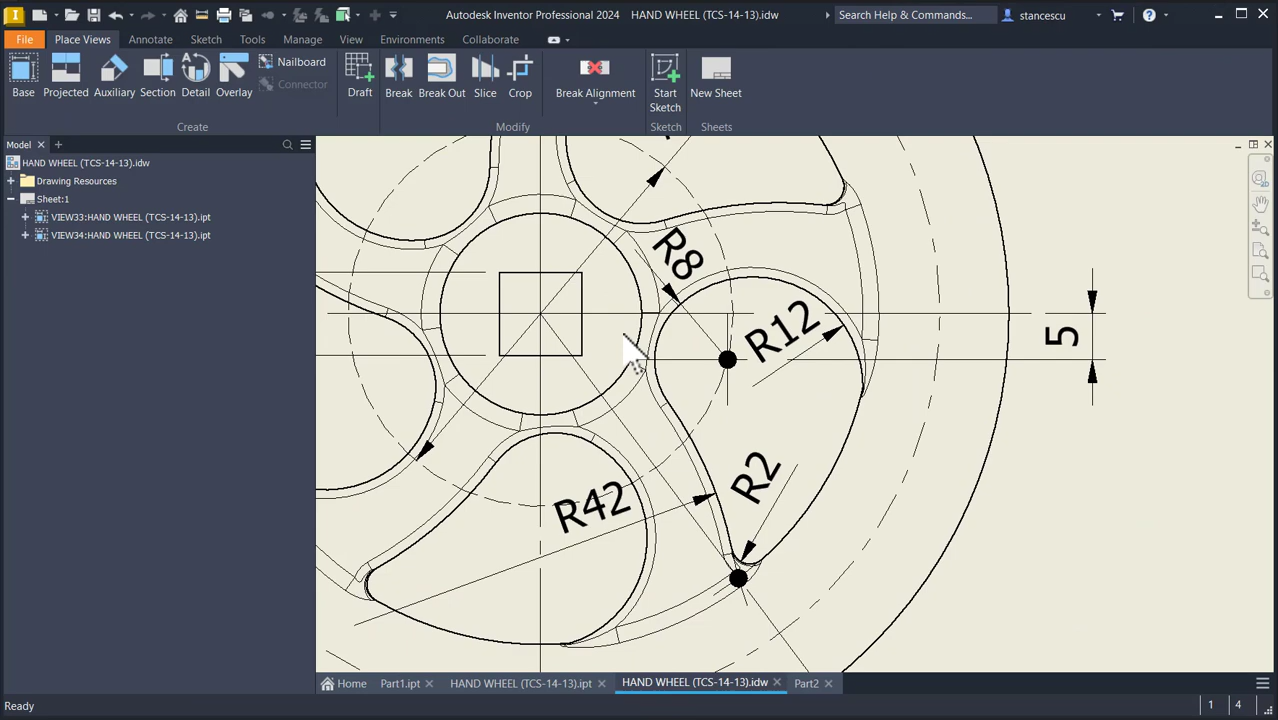 Autodesk Inventor Professional 2024 HAND WHEEL (TCS-14-13).idw
Search Help & Commands...
stancescu
File Place Views Annotate Sketch Tools Manage View Environments Collaborate
Base Projected Auxiliary Section Detail Overlay
Nailboard
Connector
Draft
Break Break Out Slice Crop
Break Alignment
Start Sketch
New Sheet
Create Modify Sketch Sheets
Model
HAND WHEEL (TCS-14-13).idw
Drawing Resources
Sheet:1
VIEW33:HAND WHEEL (TCS-14-13).ipt
VIEW34:HAND WHEEL (TCS-14-13).ipt
R8
R12
5
R2
R42
Home Part1.ipt HAND WHEEL (TCS-14-13).ipt HAND WHEEL (TCS-14-13).idw Part2
Ready 1 4